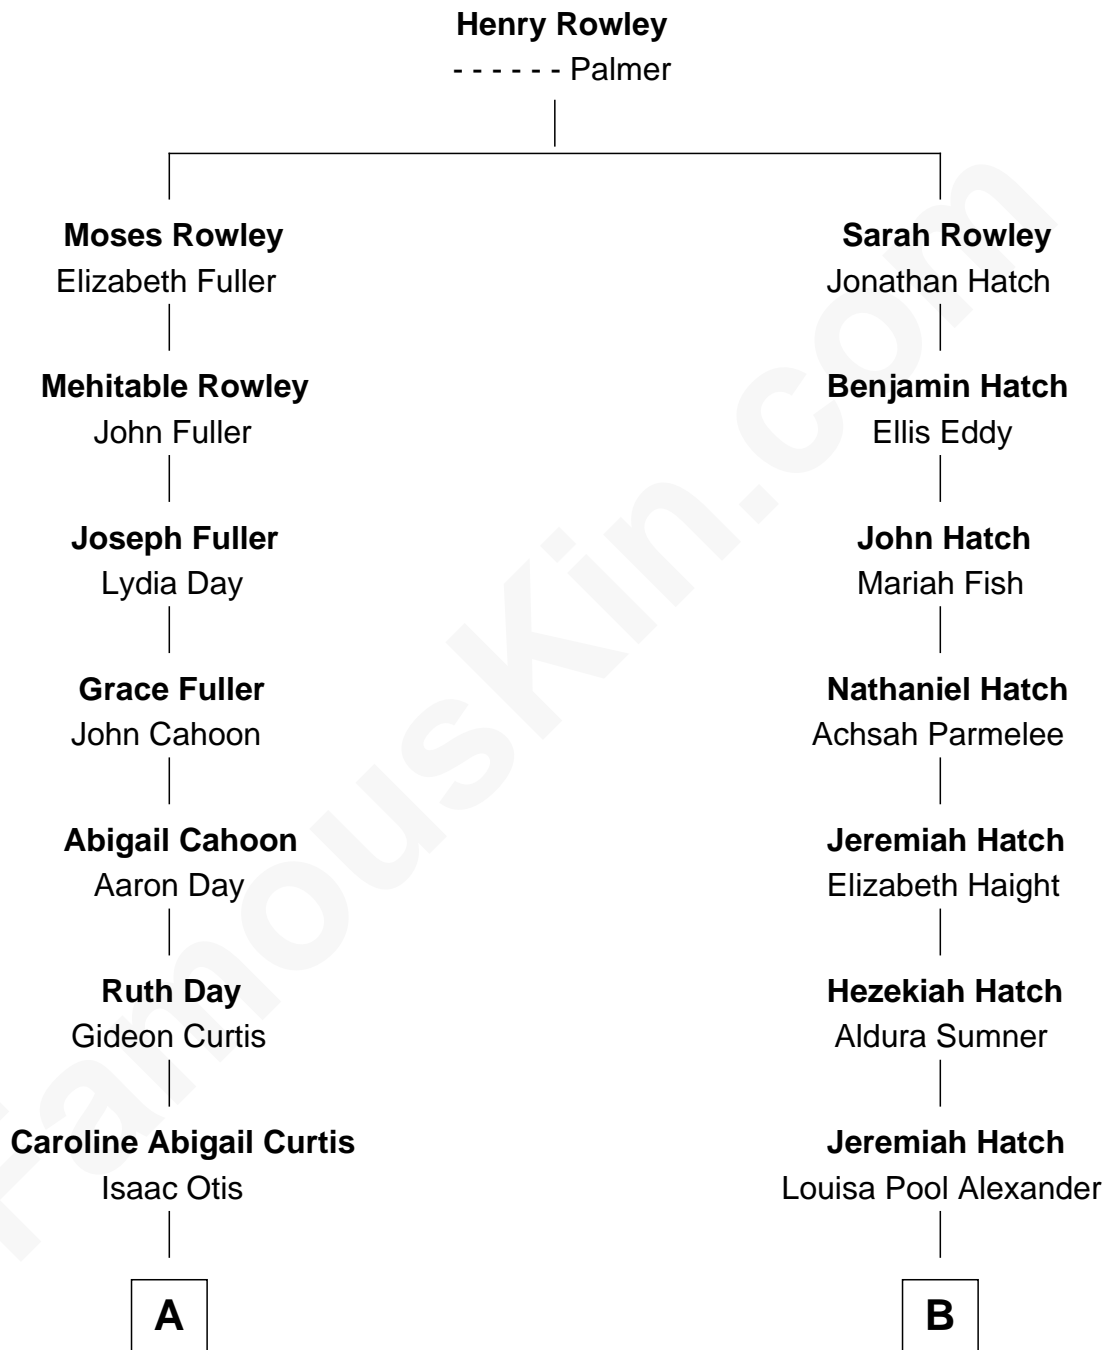 Henry Rowley
- - - - - - Palmer
Moses Rowley
Elizabeth Fuller
Sarah Rowley
Jonathan Hatch
Mehitable Rowley
John Fuller
Benjamin Hatch
Ellis Eddy
Joseph Fuller
Lydia Day
John Hatch
Mariah Fish
Grace Fuller
John Cahoon
Nathaniel Hatch
Achsah Parmelee
Abigail Cahoon
Aaron Day
Jeremiah Hatch
Elizabeth Haight
Ruth Day
Gideon Curtis
Hezekiah Hatch
Aldura Sumner
Caroline Abigail Curtis
Isaac Otis
Jeremiah Hatch
Louisa Pool Alexander
A
B
FamousKin.com